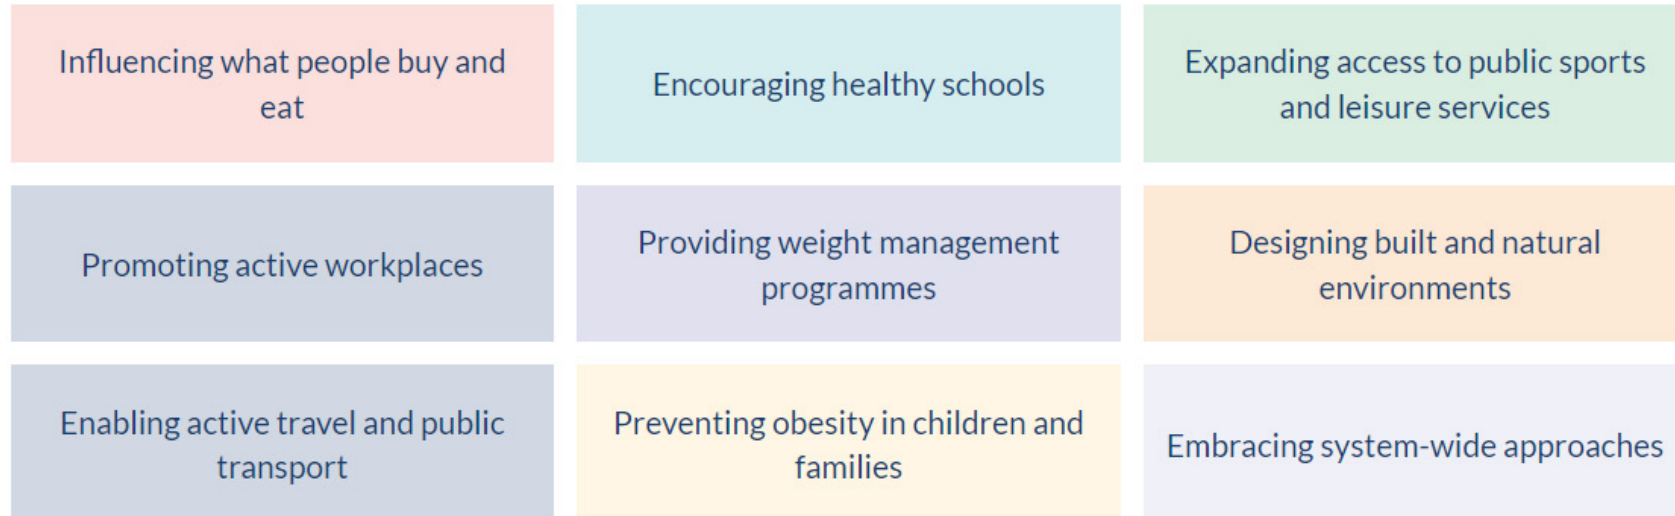 Influencing what people buy and
eat
Encouraging healthy schools
Expanding access to public sports
and leisure services
Promoting active workplaces
Providing weight management
programmes
Designing built and natural
environments
Enabling active travel and public
transport
Preventing obesity in children and
families
Embracing system-wide approaches